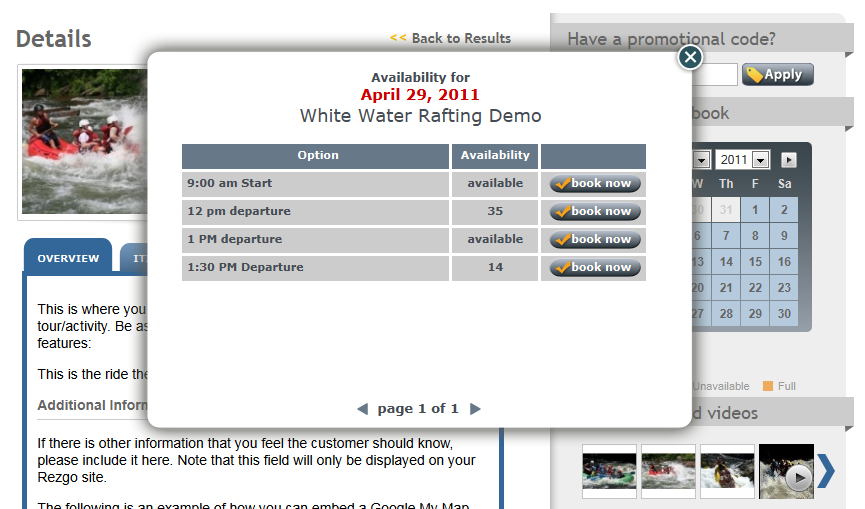 Details
<< Back to Results
Have a promotional code?
Apply
Availability for
April 29, 2011
White Water Rafting Demo
Option Availability
9:00 am Start available book now
12 pm departure 35 book now
1 PM departure available book now
1:30 PM Departure 14 book now
page 1 of 1
book
2011
W Th F Sa
30 31 1 2
6 7 8 9
13 14 15 16
20 21 22 23
27 28 29 30
Unavailable Full
videos
OVERVIEW
This is where you
tour/activity. Be
features:
This is the ride
Additional
If there is other information that you feel the customer should know,
please include it here. Note that this field will only be displayed on your
Rezgo site.
The following is an example of how you can embed a Google My Map